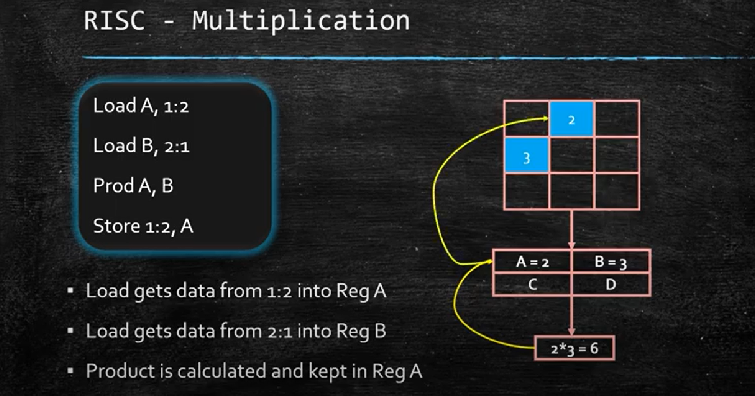 RISC - Multiplication
Load A, 1:2
Load B, 2:1
Prod A, B
Store 1:2, A
2
3
A = 2 B = 3
C D
2*3 = 6
▪ Load gets data from 1:2 into Reg A
▪ Load gets data from 2:1 into Reg B
▪ Product is calculated and kept in Reg A